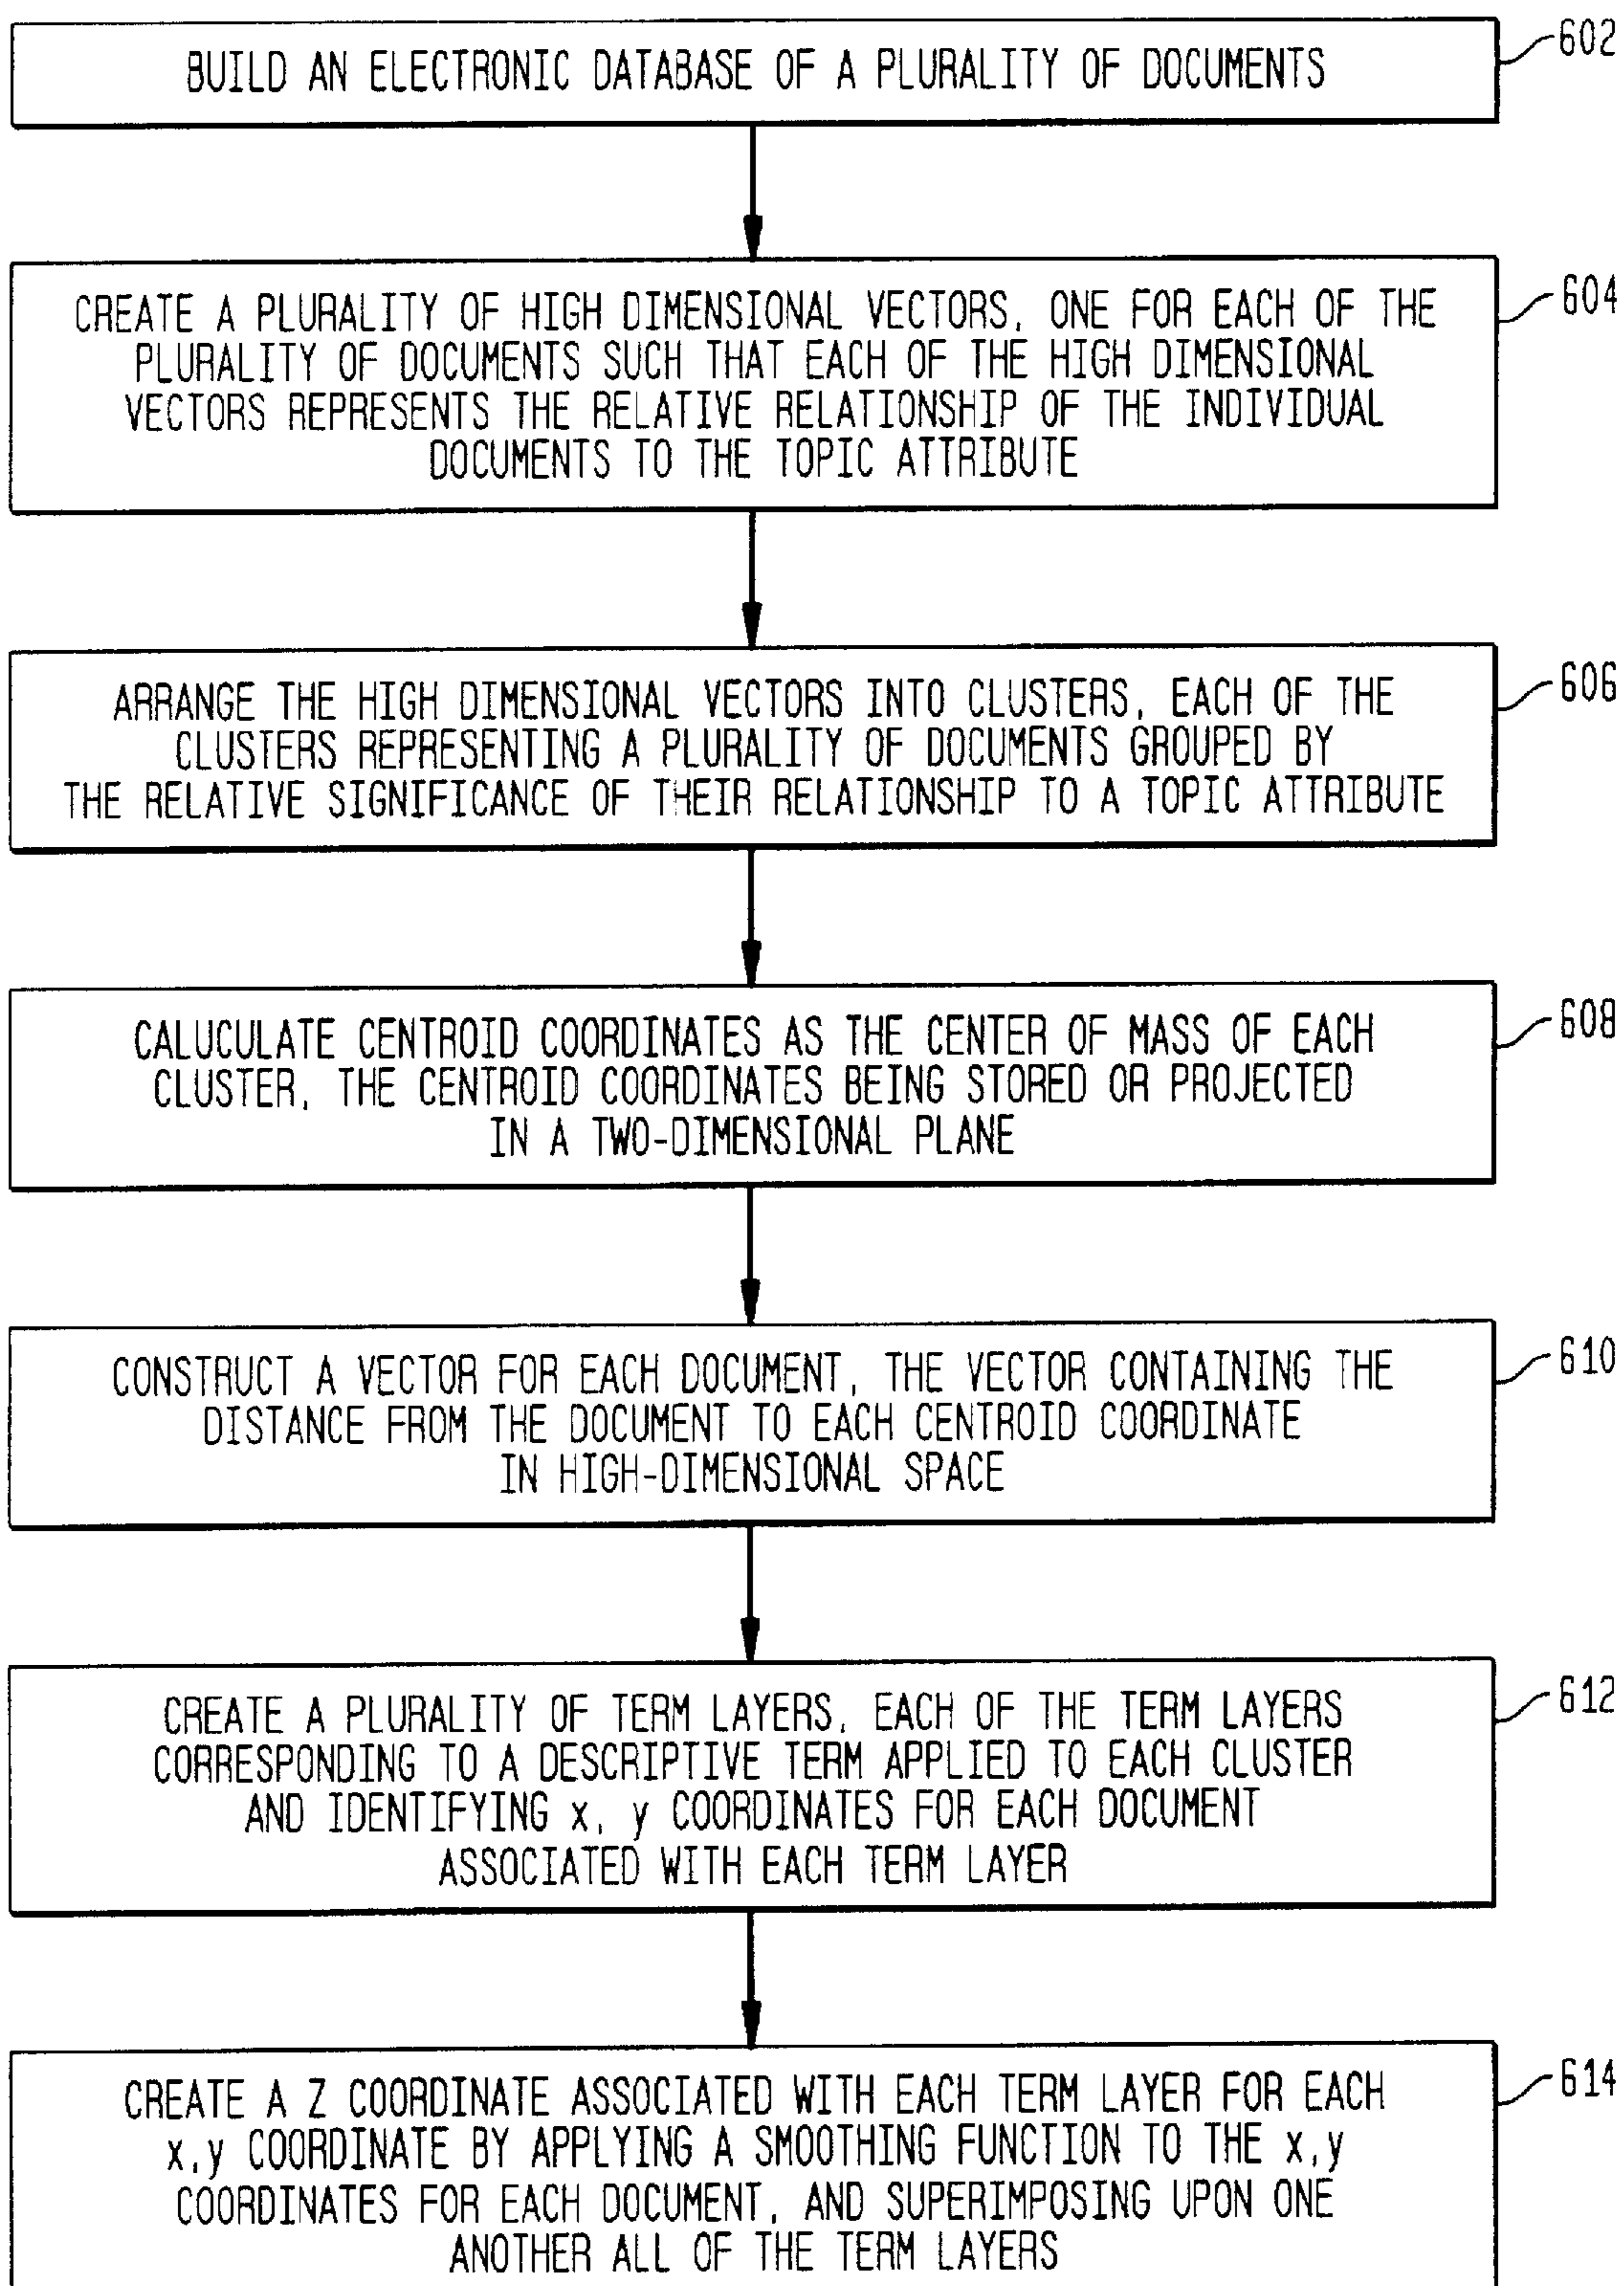 BUILD AN ELECTRONIC DATABASE OF A PLURALITY OF DOCUMENTS
602
CREATE A PLURALITY OF HIGH DIMENSIONAL VECTORS, ONE FOR EACH OF THE
PLURALITY OF DOCUMENTS SUCH THAT EACH OF THE HIGH DIMENSIONAL
VECTORS REPRESENTS THE RELATIVE RELATIONSHIP OF THE INDIVIDUAL
DOCUMENTS TO THE TOPIC ATTRIBUTE
604
ARRANGE THE HIGH DIMENSIONAL VECTORS INTO CLUSTERS, EACH OF THE
CLUSTERS REPRESENTING A PLURALITY OF DOCUMENTS GROUPED BY
THE RELATIVE SIGNIFICANCE OF THEIR RELATIONSHIP TO A TOPIC ATTRIBUTE
606
CALUCULATE CENTROID COORDINATES AS THE CENTER OF MASS OF EACH
CLUSTER, THE CENTROID COORDINATES BEING STORED OR PROJECTED
IN A TWO-DIMENSIONAL PLANE
608
CONSTRUCT A VECTOR FOR EACH DOCUMENT, THE VECTOR CONTAINING THE
DISTANCE FROM THE DOCUMENT TO EACH CENTROID COORDINATE
IN HIGH-DIMENSIONAL SPACE
610
CREATE A PLURALITY OF TERM LAYERS, EACH OF THE TERM LAYERS
CORRESPONDING TO A DESCRIPTIVE TERM APPLIED TO EACH CLUSTER
AND IDENTIFYING x, y COORDINATES FOR EACH DOCUMENT
ASSOCIATED WITH EACH TERM LAYER
612
CREATE A Z COORDINATE ASSOCIATED WITH EACH TERM LAYER FOR EACH
x,y COORDINATE BY APPLYING A SMOOTHING FUNCTION TO THE x,y
COORDINATES FOR EACH DOCUMENT, AND SUPERIMPOSING UPON ONE
ANOTHER ALL OF THE TERM LAYERS
614